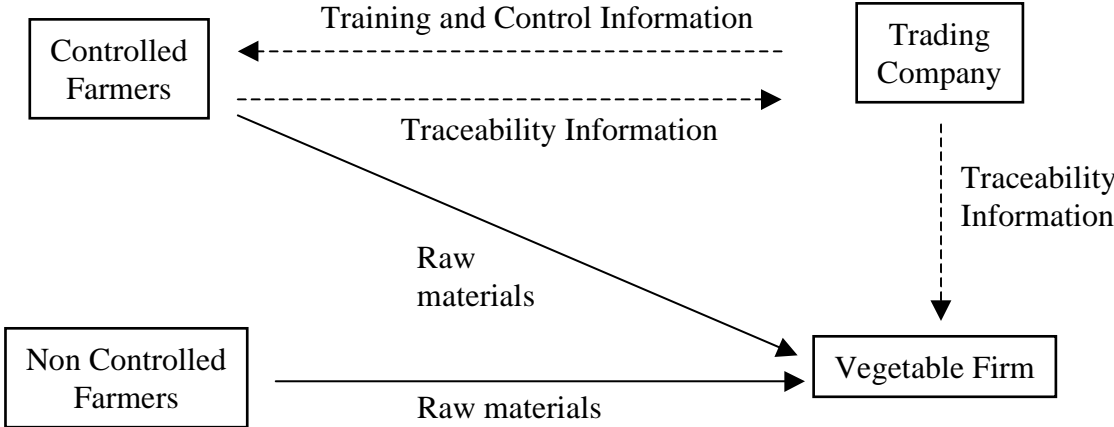 Training and Control Information
Controlled
Farmers
Trading
Company
Traceability Information
Traceability
Information
Raw
materials
Non Controlled
Farmers
Vegetable Firm
Raw materials